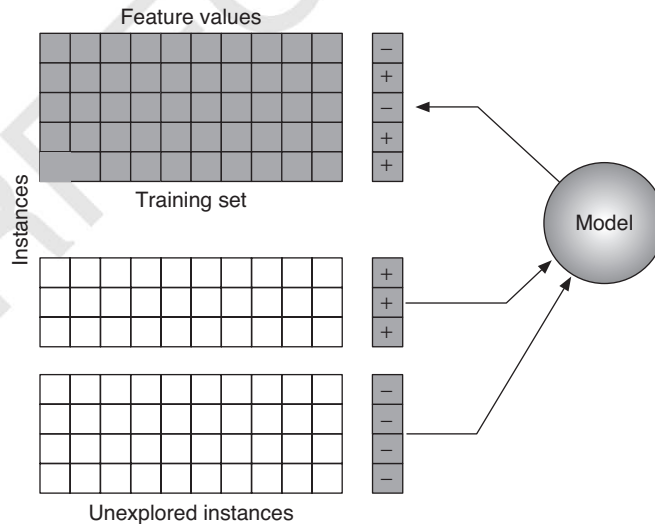 Feature values
−
+
−
+
+
Training set
Instances
Model
+
+
+
−
−
−
−
Unexplored instances